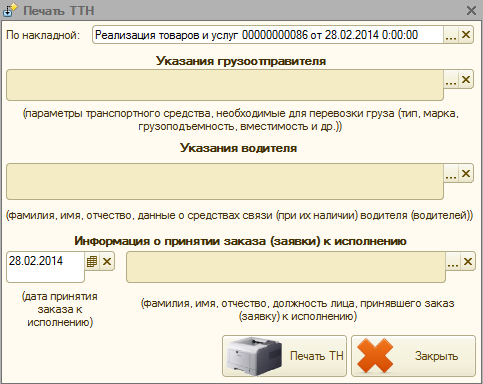 Печать ТТН
По накладной: Реализация товаров и услуг 00000000086 от 28.02.2014 0:00:00 ...
Указания грузоотправителя
...
(параметры транспортного средства, необходимые для перевозки груза (тип, марка,
грузоподъемность, вместимость и др.))
Указания водителя
...
(фамилия, имя, отчество, данные о средствах связи (при их наличии) водителя (водителей))
Информация о принятии заказа (заявки) к исполнению
28.02.2014 ...
(дата принятия
заказа к
исполнению)
(фамилия, имя, отчество, должность лица, принявшего заказ
(заявку) к исполнению)
Печать ТН Закрыть